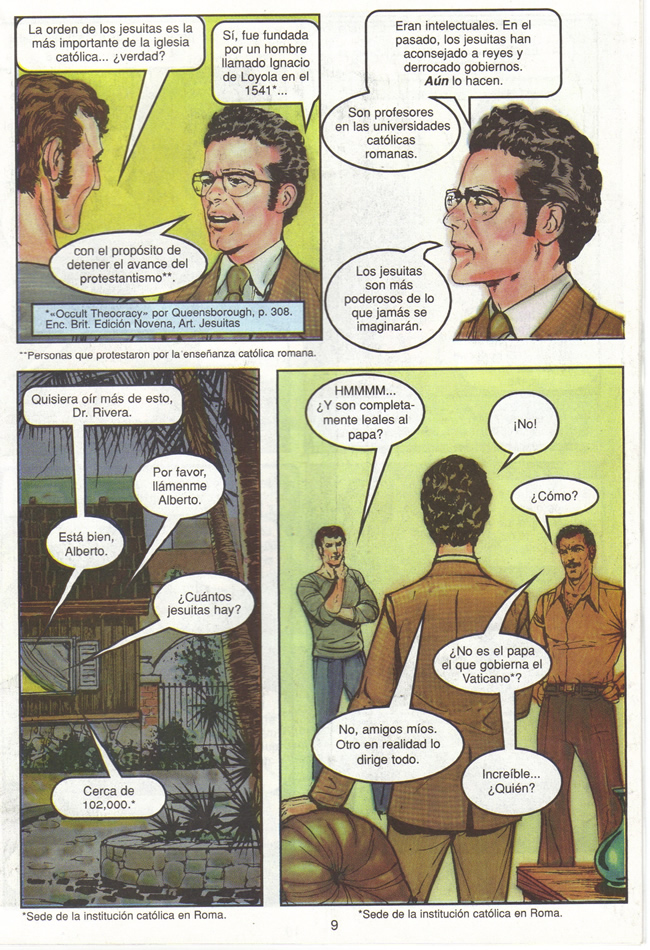 La orden de los jesuitas es la
más importante de la iglesia
católica... ¿verdad?
Sí, fue fundada
por un hombre
llamado Ignacio
de Loyola en el
1541*...
con el propósito de
detener el avance del
protestantismo**.
*«Occult Theocracy» por Queensborough, p. 308.
Enc. Brit. Edición Novena, Art. Jesuitas
**Personas que protestaron por la enseñanza católica romana.
Eran intelectuales. En el
pasado, los jesuitas han
aconsejado a reyes y
derrocado gobiernos.
Aún lo hacen.
Son profesores
en las universidades
católicas
romanas.
Los jesuitas
son más
poderosos de lo
que jamás se
imaginarán.
Quisiera oír más de esto,
Dr. Rivera.
Por favor,
llámenme
Alberto.
Está bien,
Alberto.
¿Cuántos
jesuitas hay?
Cerca de
102,000.*
*Sede de la institución católica en Roma.
HMMMM...
¿Y son completa-
mente leales al
papa?
¡No!
¿Cómo?
¿No es el papa
el que gobierna el
Vaticano*?
No, amigos míos.
Otro en realidad lo
dirige todo.
Increíble...
¿Quién?
*Sede de la institución católica en Roma.
9